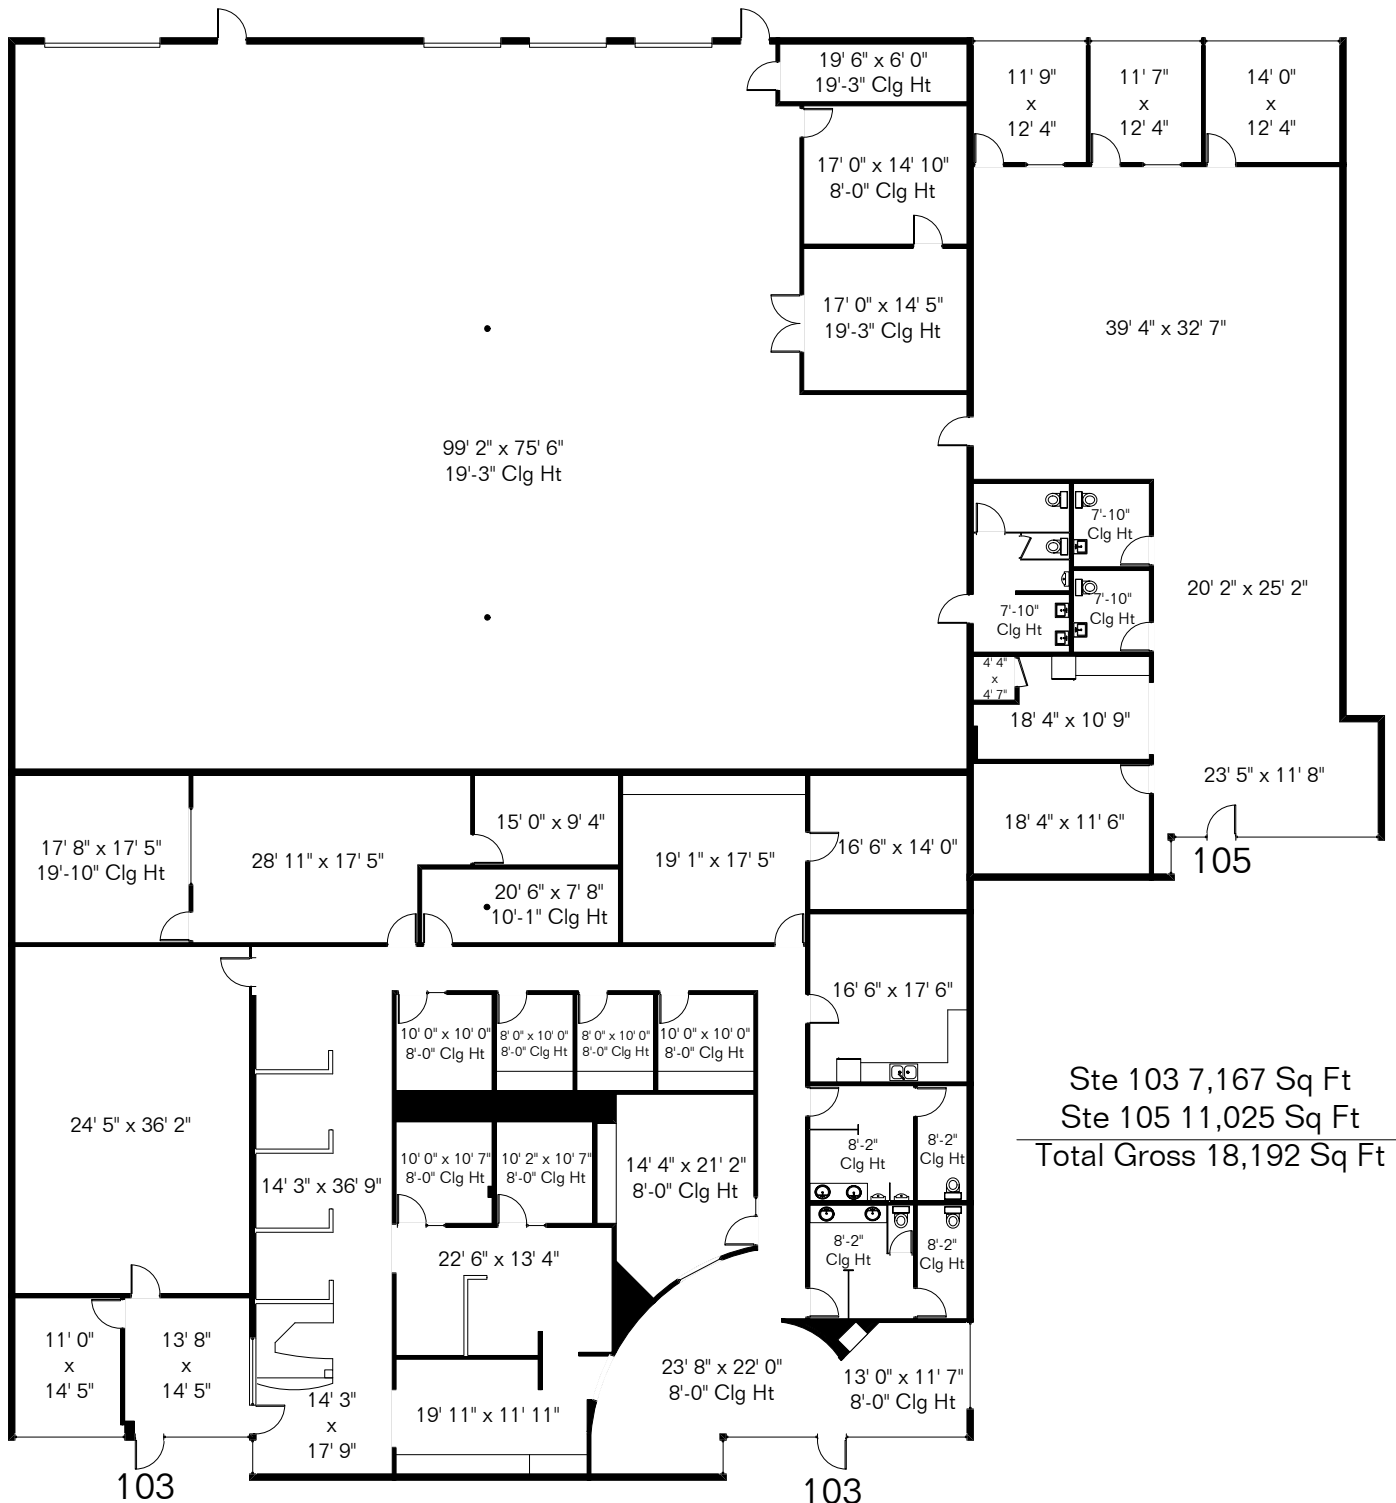 19' 6" x 6' 0"
19'-3" Clg Ht
11' 9"
x
12' 4"
11' 7"
x
12' 4"
14' 0"
x
12' 4"
17' 0" x 14' 10"
8'-0" Clg Ht
17' 0" x 14' 5"
19'-3" Clg Ht
39' 4" x 32' 7"
99' 2" x 75' 6"
19'-3" Clg Ht
7'-10"
Clg Ht
7'-10"
Clg Ht
7'-10"
Clg Ht
20' 2" x 25' 2"
4' 4"
x
4' 7"
18' 4" x 10' 9"
23' 5" x 11' 8"
18' 4" x 11' 6"
105
17' 8" x 17' 5"
19'-10" Clg Ht
28' 11" x 17' 5"
15' 0" x 9' 4"
20' 6" x 7' 8"
10'-1" Clg Ht
19' 1" x 17' 5"
16' 6" x 14' 0"
16' 6" x 17' 6"
10' 0" x 10' 0"
8'-0" Clg Ht
8' 0" x 10' 0"
8'-0" Clg Ht
8' 0" x 10' 0"
8'-0" Clg Ht
10' 0" x 10' 0"
8'-0" Clg Ht
Ste 103 7,167 Sq Ft
Ste 105 11,025 Sq Ft
Total Gross 18,192 Sq Ft
24' 5" x 36' 2"
14' 3" x 36' 9"
10' 0" x 10' 7"
8'-0" Clg Ht
10' 2" x 10' 7"
8'-0" Clg Ht
14' 4" x 21' 2"
8'-0" Clg Ht
8'-2"
Clg Ht
8'-2"
Clg Ht
8'-2"
Clg Ht
8'-2"
Clg Ht
22' 6" x 13' 4"
11' 0"
x
14' 5"
13' 8"
x
14' 5"
14' 3"
x
17' 9"
19' 11" x 11' 11"
23' 8" x 22' 0"
8'-0" Clg Ht
13' 0" x 11' 7"
8'-0" Clg Ht
103
103